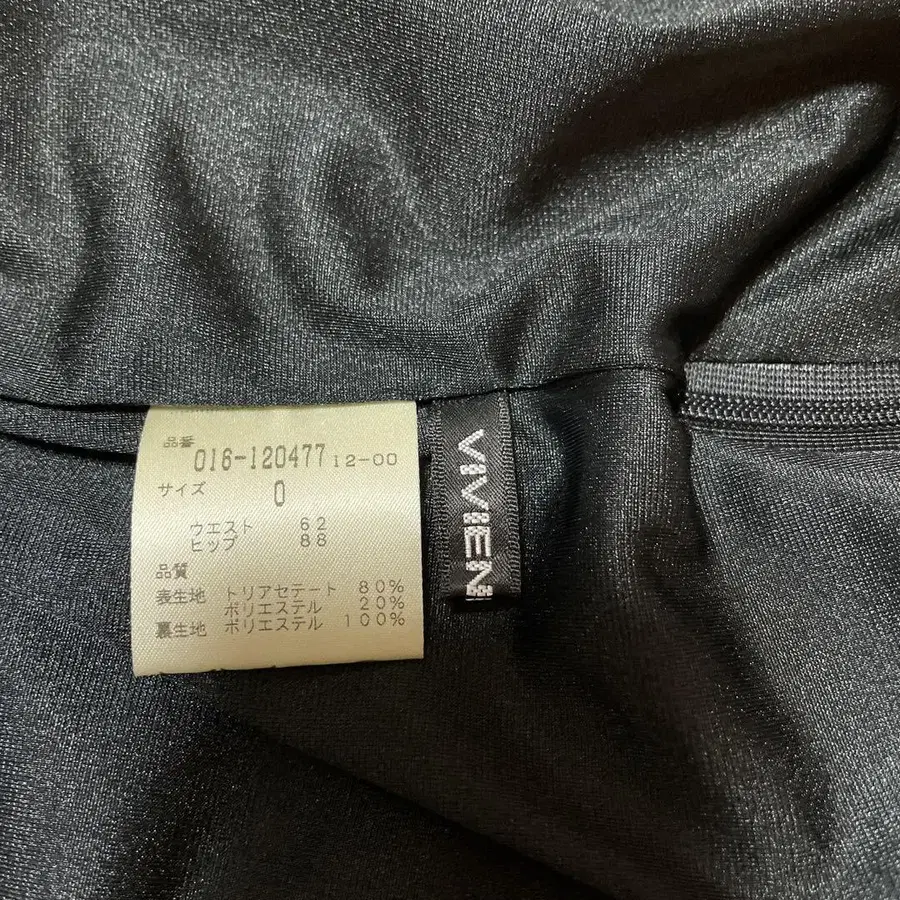 品番
016-120477 12-00
サイズ 0
ウエスト 62
ヒップ 88
品質
表生地 トリアセテート 80%
ポリエステル 20%
裏生地 ポリエステル 100%
VIVIEN